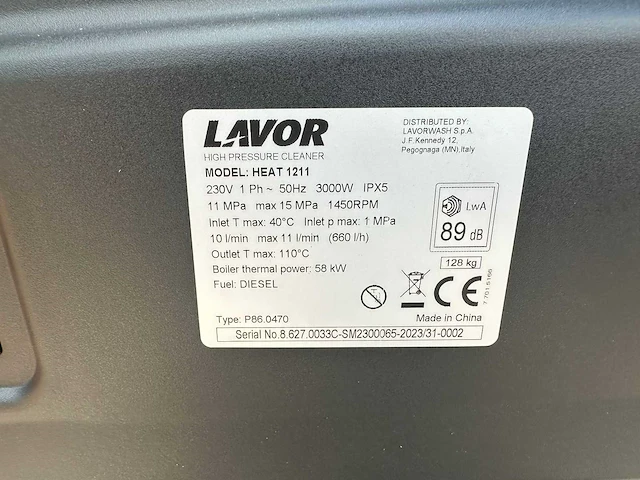 LAVOR
HIGH PRESSURE CLEANER
MODEL: HEAT 1211
230V 1 Ph ~ 50Hz 3000W IPX5
11 MPa max 15 MPa 1450RPM
Inlet T max: 40°C Inlet p max: 1 MPa
10 l/min max 11 l/min (660 l/h)
Outlet T max: 110°C
Boiler thermal power: 58 kW
Fuel: DIESEL
DISTRIBUTED BY:
LAVORWASH S.p.A.
J.F.Kennedy 12,
Pegognaga (MN),Italy
LwA
89 dB
128 kg
CE
7.701.5166
Type: P86.0470
Made in China
Serial No.8.627.0033C-SM2300065-2023/31-0002